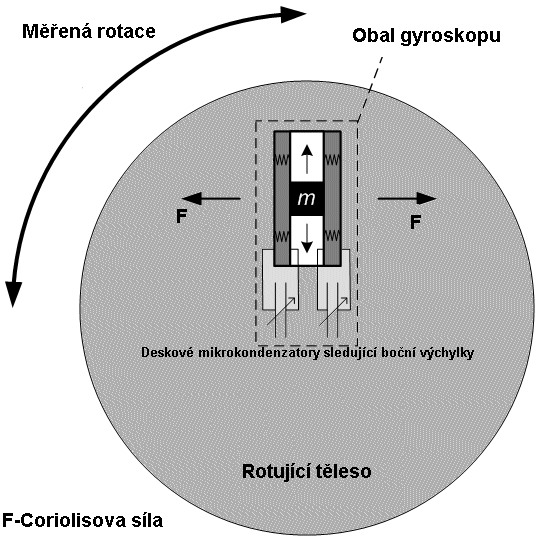 Měřená rotace
Obal gyroskopu
m
F
F
Deskové mikrokondenzatory sledující boční výchylky
Rotující těleso
F-Coriolisova síla